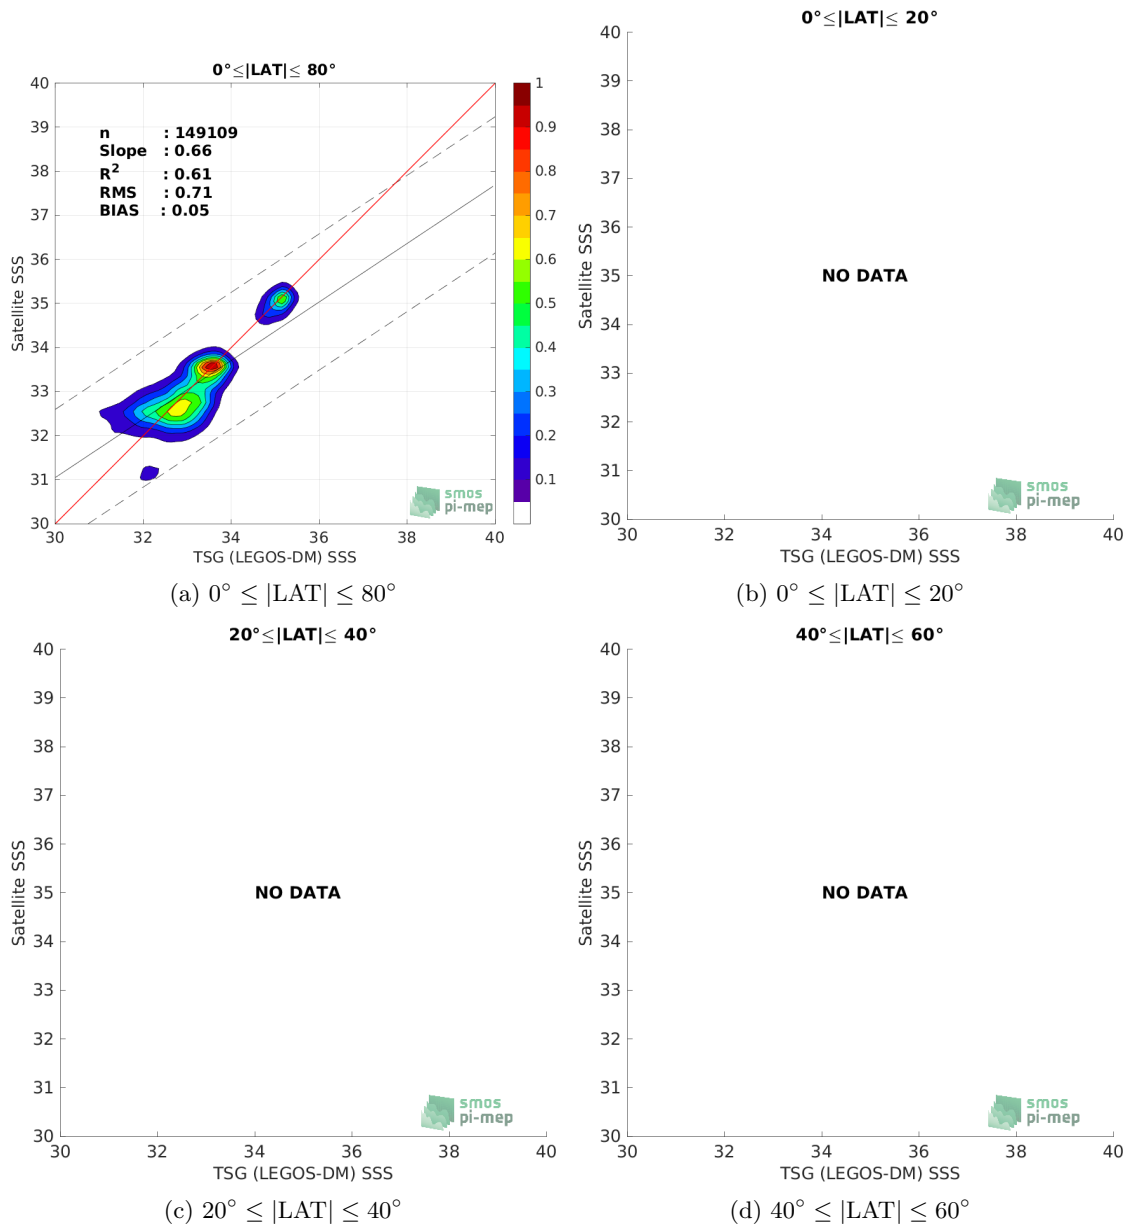 0°≤|LAT|≤ 80°
40
39
38
37
36
35
34
33
32
31
30
n : 149109
Slope : 0.66
R² : 0.61
RMS : 0.71
BIAS : 0.05
Satellite SSS
30 32 34 36 38 40
TSG (LEGOS-DM) SSS
1
0.9
0.8
0.7
0.6
0.5
0.4
0.3
0.2
0.1
smos
pi-mep
(a) 0° ≤ |LAT| ≤ 80°
0°≤|LAT|≤ 20°
40
39
38
37
36
35
34
33
32
31
30
Satellite SSS
NO DATA
smos
pi-mep
30 32 34 36 38 40
TSG (LEGOS-DM) SSS
(b) 0° ≤ |LAT| ≤ 20°
20°≤|LAT|≤ 40°
40
39
38
37
36
35
34
33
32
31
30
Satellite SSS
NO DATA
smos
pi-mep
30 32 34 36 38 40
TSG (LEGOS-DM) SSS
(c) 20° ≤ |LAT| ≤ 40°
40°≤|LAT|≤ 60°
40
39
38
37
36
35
34
33
32
31
30
Satellite SSS
NO DATA
smos
pi-mep
30 32 34 36 38 40
TSG (LEGOS-DM) SSS
(d) 40° ≤ |LAT| ≤ 60°